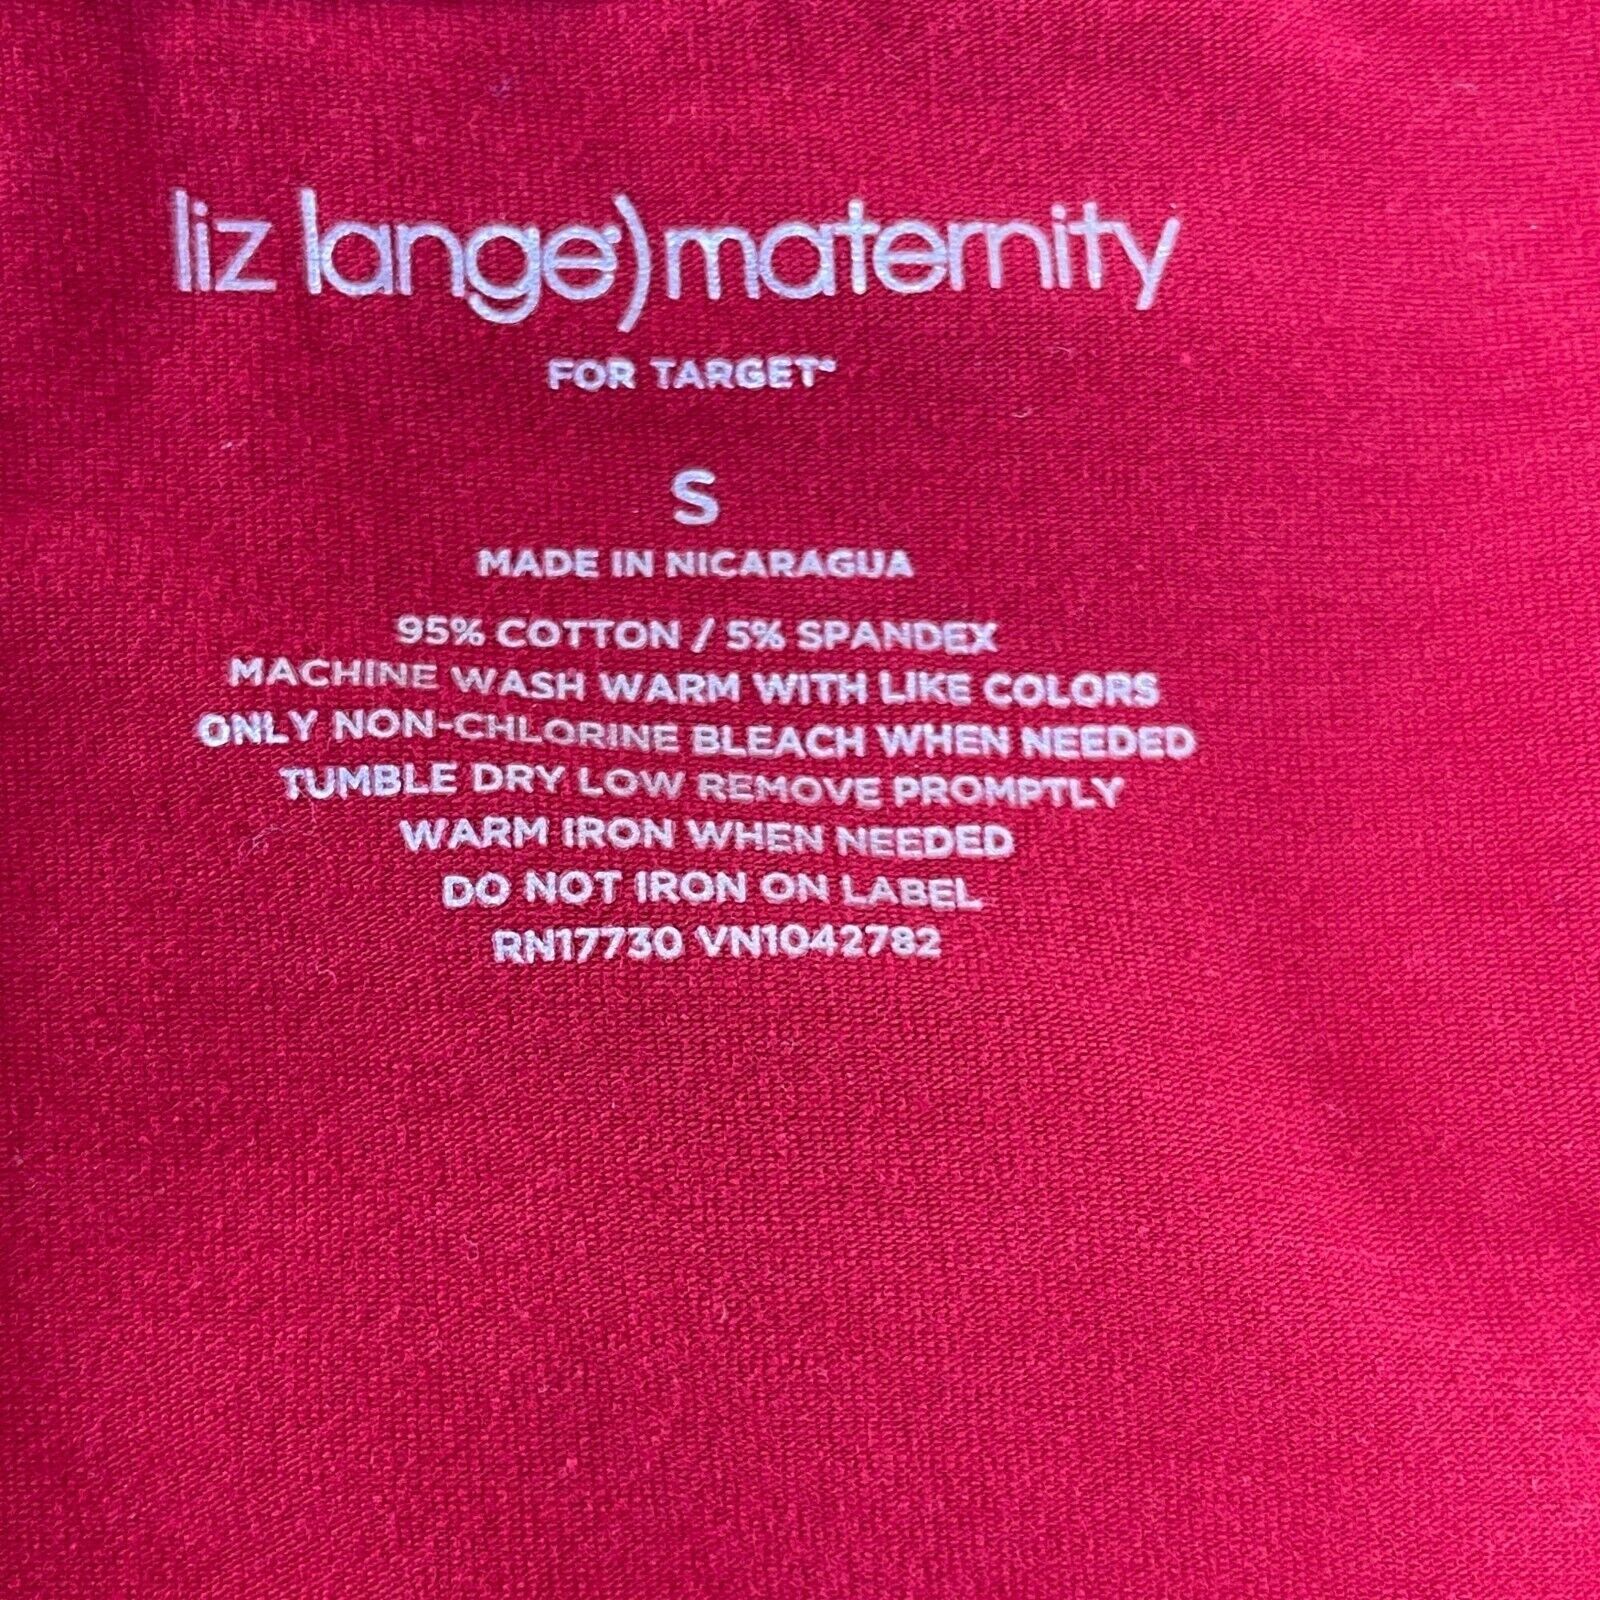 liz lange) maternity
FOR TARGET®
S
MADE IN NICARAGUA
95% COTTON / 5% SPANDEX
MACHINE WASH WARM WITH LIKE COLORS
ONLY NON-CHLORINE BLEACH WHEN NEEDED
TUMBLE DRY LOW REMOVE PROMPTLY
WARM IRON WHEN NEEDED
DO NOT IRON ON LABEL
RN17730 VN1042782